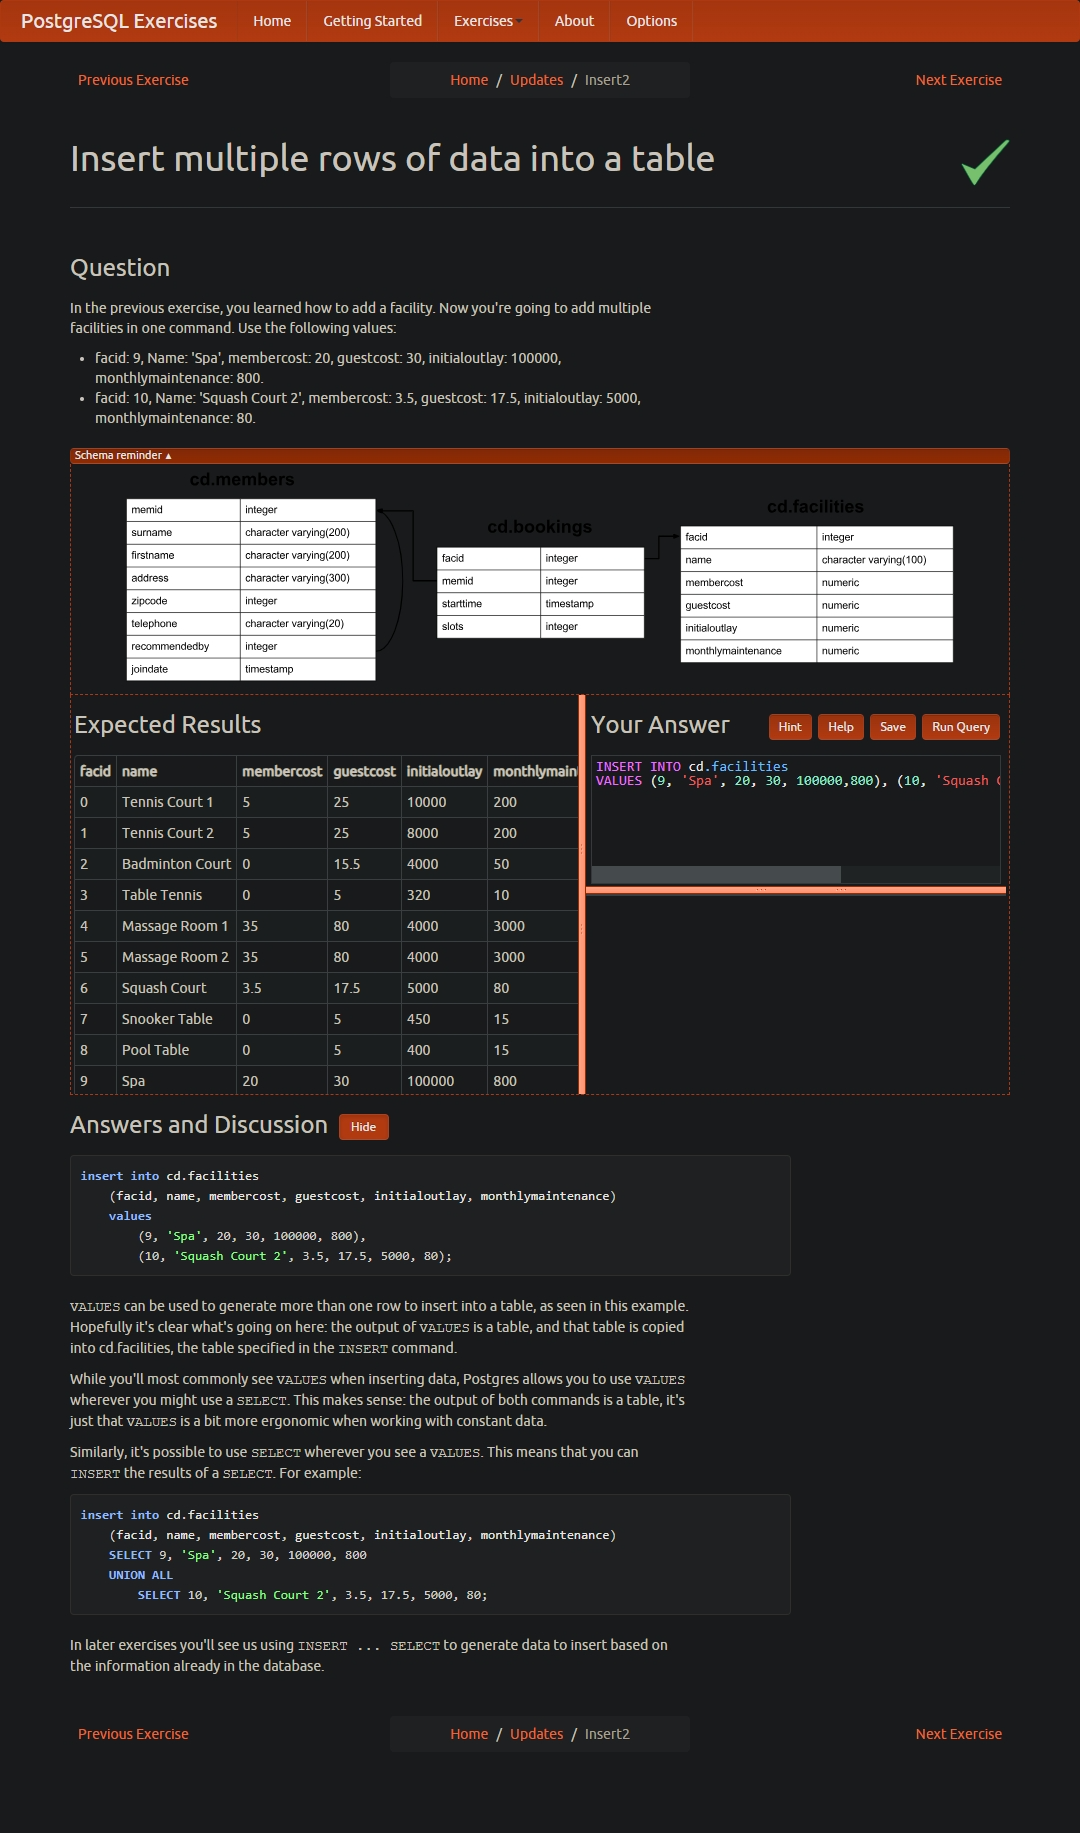 PostgreSQL Exercises Home Getting Started Exercises About Options
Previous Exercise Home / Updates / Insert2 Next Exercise
Insert multiple rows of data into a table
Question
In the previous exercise, you learned how to add a facility. Now you're going to add multiple
facilities in one command. Use the following values:
• facid: 9, Name: 'Spa', membercost: 20, guestcost: 30, initialoutlay: 100000,
monthlymaintenance: 800.
• facid: 10, Name: 'Squash Court 2', membercost: 3.5, guestcost: 17.5, initialoutlay: 5000,
monthlymaintenance: 80.
Schema reminder ▲
cd.members
memid integer
surname character varying(200)
firstname character varying(200)
address character varying(300)
zipcode integer
telephone character varying(20)
recommendedby integer
joindate timestamp
cd.bookings
facid integer
memid integer
starttime timestamp
slots integer
cd.facilities
facid integer
name character varying(100)
membercost numeric
guestcost numeric
initialoutlay numeric
monthlymaintenance numeric
Expected Results
facid name membercost guestcost initialoutlay monthlymain
0 Tennis Court 1 5 25 10000 200
1 Tennis Court 2 5 25 8000 200
2 Badminton Court 0 15.5 4000 50
3 Table Tennis 0 5 320 10
4 Massage Room 1 35 80 4000 3000
5 Massage Room 2 35 80 4000 3000
6 Squash Court 3.5 17.5 5000 80
7 Snooker Table 0 5 450 15
8 Pool Table 0 5 400 15
9 Spa 20 30 100000 800
Your Answer Hint Help Save Run Query
INSERT INTO cd.facilities
VALUES (9, 'Spa', 20, 30, 100000,800), (10, 'Squash
Answers and Discussion Hide
insert into cd.facilities
(facid, name, membercost, guestcost, initialoutlay, monthlymaintenance)
values
(9, 'Spa', 20, 30, 100000, 800),
(10, 'Squash Court 2', 3.5, 17.5, 5000, 80);
VALUES can be used to generate more than one row to insert into a table, as seen in this example.
Hopefully it's clear what's going on here: the output of VALUES is a table, and that table is copied
into cd.facilities, the table specified in the INSERT command.
While you'll most commonly see VALUES when inserting data, Postgres allows you to use VALUES
wherever you might use a SELECT. This makes sense: the output of both commands is a table, it's
just that VALUES is a bit more ergonomic when working with constant data.
Similarly, it's possible to use SELECT wherever you see a VALUES. This means that you can
INSERT the results of a SELECT. For example:
insert into cd.facilities
(facid, name, membercost, guestcost, initialoutlay, monthlymaintenance)
SELECT 9, 'Spa', 20, 30, 100000, 800
UNION ALL
SELECT 10, 'Squash Court 2', 3.5, 17.5, 5000, 80;
In later exercises you'll see us using INSERT ... SELECT to generate data to insert based on
the information already in the database.
Previous Exercise Home / Updates / Insert2 Next Exercise